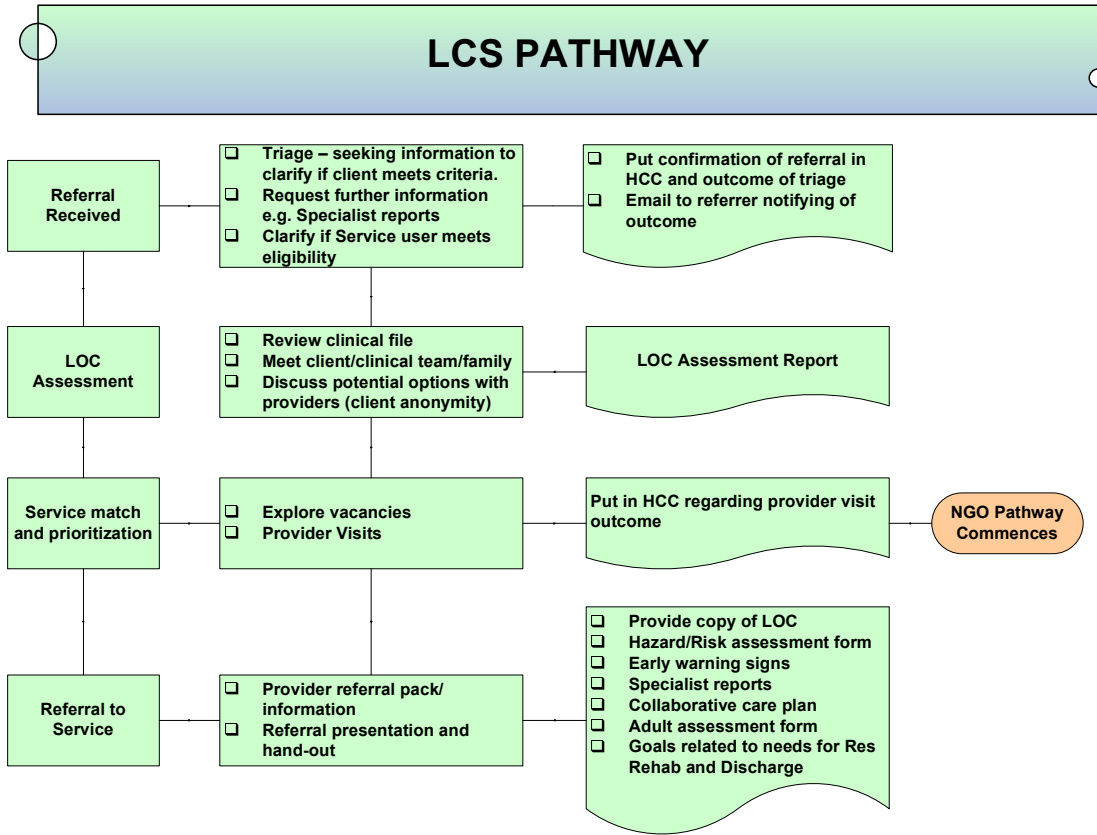 LCS PATHWAY
Referral
Received
❑ Triage – seeking information to
clarify if client meets criteria.
❑ Request further information
e.g. Specialist reports
❑ Clarify if Service user meets
eligibility
❑ Put confirmation of referral in
HCC and outcome of triage
❑ Email to referrer notifying of
outcome
LOC
Assessment
❑ Review clinical file
❑ Meet client/clinical team/family
❑ Discuss potential options with
providers (client anonymity)
LOC Assessment Report
Service match
and prioritization
❑ Explore vacancies
❑ Provider Visits
Put in HCC regarding provider visit
outcome
NGO Pathway
Commences
Referral to
Service
❑ Provider referral pack/
information
❑ Referral presentation and
hand-out
❑ Provide copy of LOC
❑ Hazard/Risk assessment form
❑ Early warning signs
❑ Specialist reports
❑ Collaborative care plan
❑ Adult assessment form
❑ Goals related to needs for Res
Rehab and Discharge